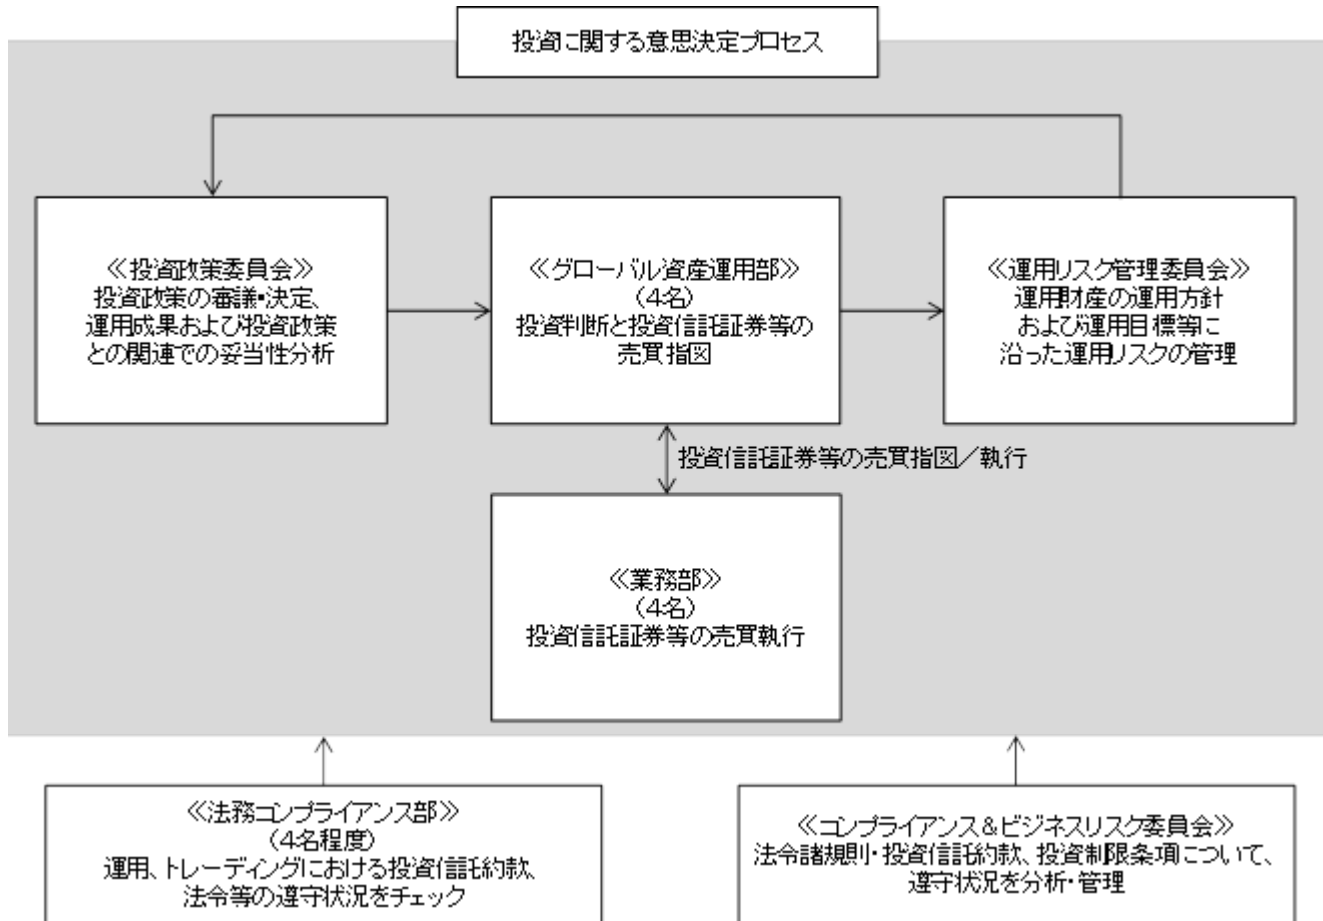 投資に関する意思決定プロセス
≪投資政策委員会≫
投資政策の審議・決定、
運用成果および投資政策
との関連での妥当性分析
≪グローバル資産運用部≫
(4名)
投資判断と投資信託証券等の
売買指図
≪運用リスク管理委員会≫
運用財産の運用方針
および運用目標等に
沿った運用リスクの管理
投資信託証券等の売買指図/執行
≪業務部≫
(4名)
投資信託証券等の売買執行
≪法務コンプライアンス部≫
(4名程度)
運用、トレーディングにおける投資信託約款、
法令等の遵守状況をチェック
≪コンプライアンス&ビジネスリスク委員会≫
法令諸規則・投資信託約款、投資制限条項について、
遵守状況を分析・管理